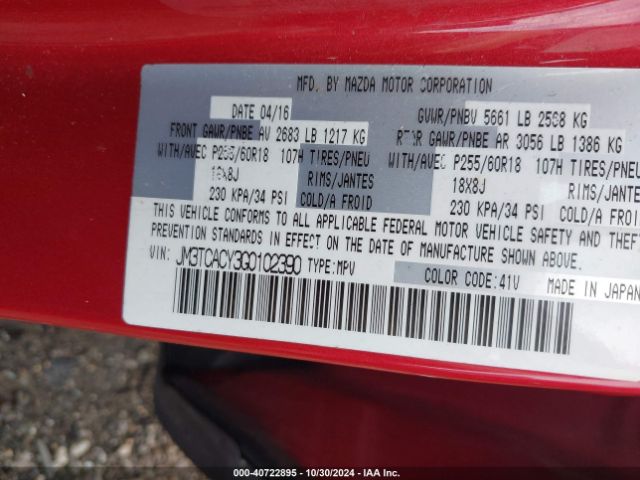 MFD. BY MAZDA MOTOR CORPORATION
DATE 04/16 GVWR/PNBV 5661 LB 2568 KG
FRONT GAWR/PNBE AV 2683 LB 1217 KG GAWR/PNBE AR 3056 LB 1386 KG
WITH/AVEC P255/60R18 107H TIRES/PNEU WITH/AVEC P255/60R18 107H TIRES/PNEU
18X8J RIMS/JANTES 18X8J RIMS/JANTES
230 KPA/34 PSI COLD/A FROID 230 KPA/34 PSI COLD/A FROID
THIS VEHICLE CONFORMS TO ALL APPLICABLE FEDERAL MOTOR VEHICLE SAFETY AND THEFT
PREVENTION STANDARDS IN EFFECT ON THE DATE OF MANUFACTURE SHOWN ABOVE.
VIN: JM3TCACY3G0102390 TYPE:MPV
COLOR CODE:41V MADE IN JAPAN
000-40722895 - 10/30/2024 - IAA Inc.